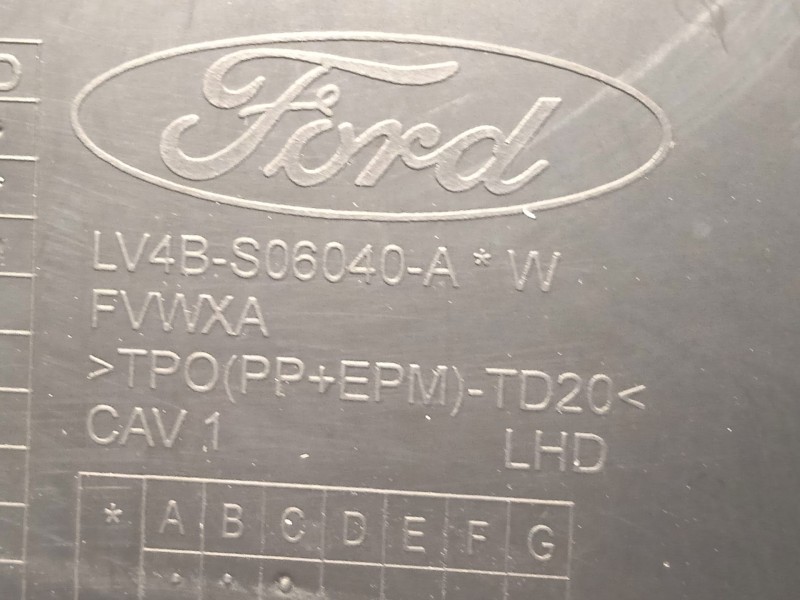 Ford
LV4B-S06040-A * W
FVWXA
>TPO(PP+EPM)-TD20<
CAV 1 LHD
* A B C D E F G